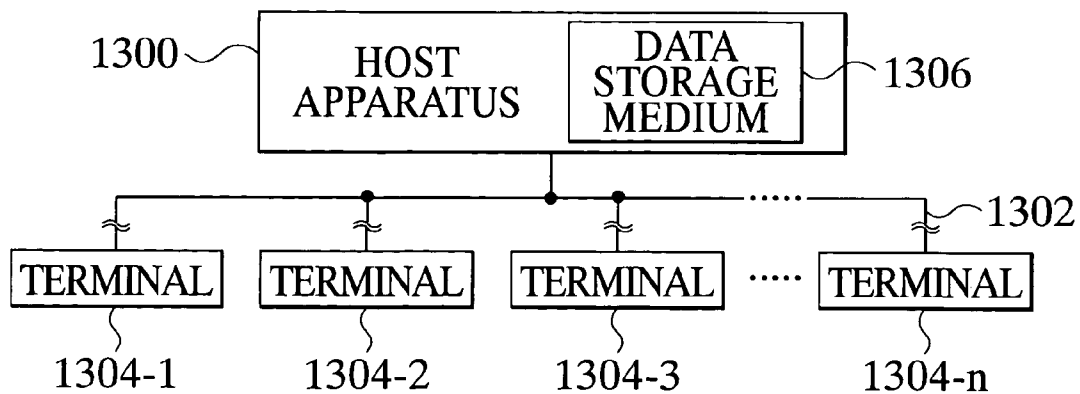 1300
HOST
APPARATUS
DATA
STORAGE
MEDIUM
1306
1302
TERMINAL
TERMINAL
TERMINAL
TERMINAL
1304-1
1304-2
1304-3
1304-n